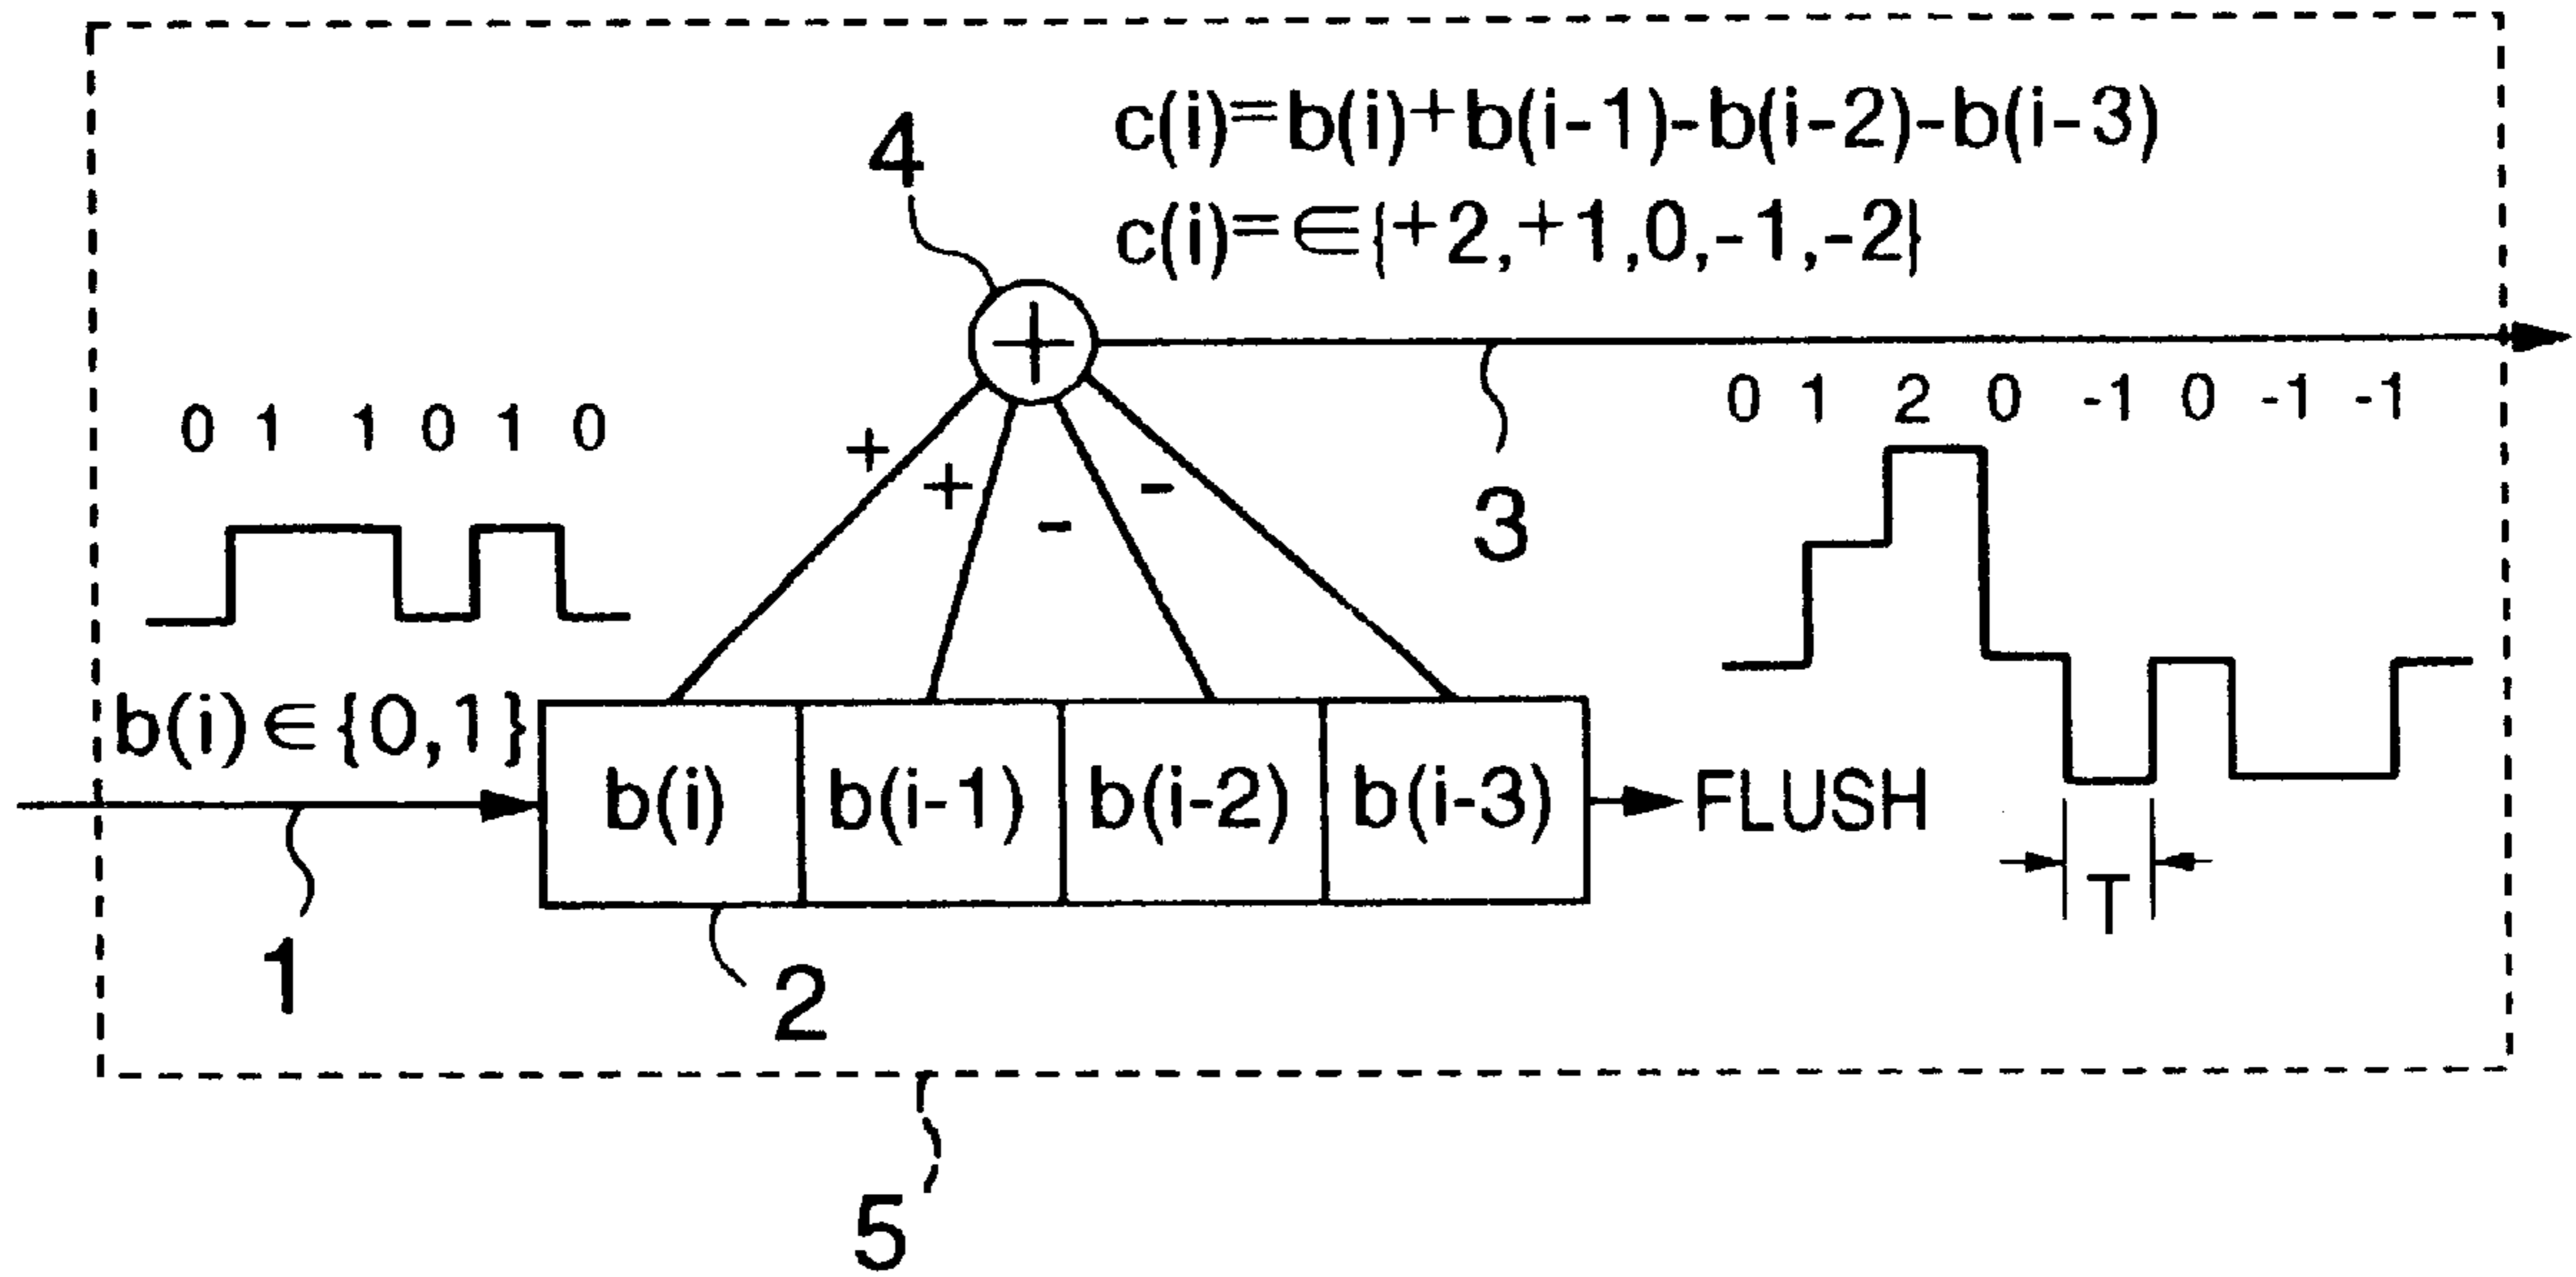 c(i)=b(i)+b(i-1)-b(i-2)-b(i-3)
4
c(i)=∈{+2,+1,0,-1,-2}
0 1 1 0 1 0
0 1 2 0 -1 0 -1 -1
+ + - -
3
b(i)∈{0,1}
b(i) b(i-1) b(i-2) b(i-3) FLUSH
T
1
2
5